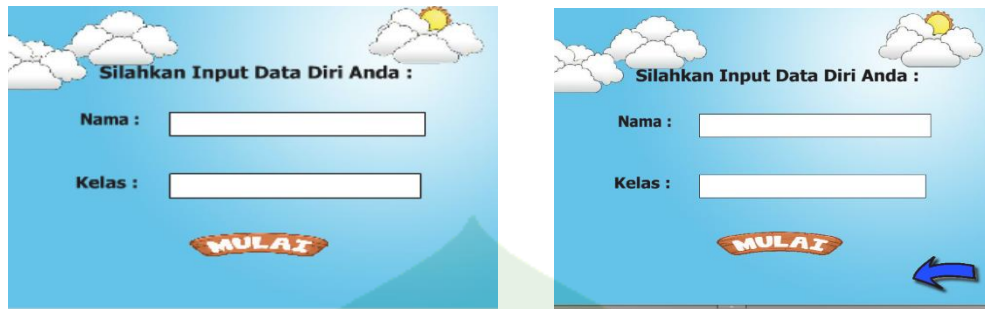 Silahkan Input Data Diri Anda :
Nama :
Kelas :
MULAI
Silahkan Input Data Diri Anda :
Nama :
Kelas :
MULAI